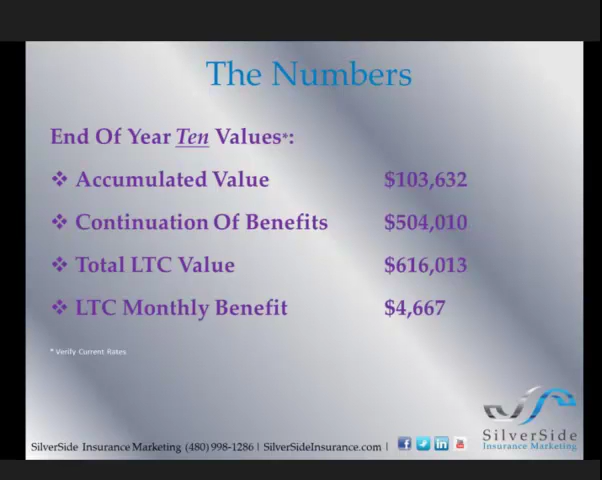 The Numbers
End Of Year Ten Values*:
❖ Accumulated Value $103,632
❖ Continuation Of Benefits $504,010
❖ Total LTC Value $616,013
❖ LTC Monthly Benefit $4,667
* Verify Current Rates
SilverSide
Insurance Marketing
SilverSide Insurance Marketing (480) 998-1286 | SilverSideInsurance.com |